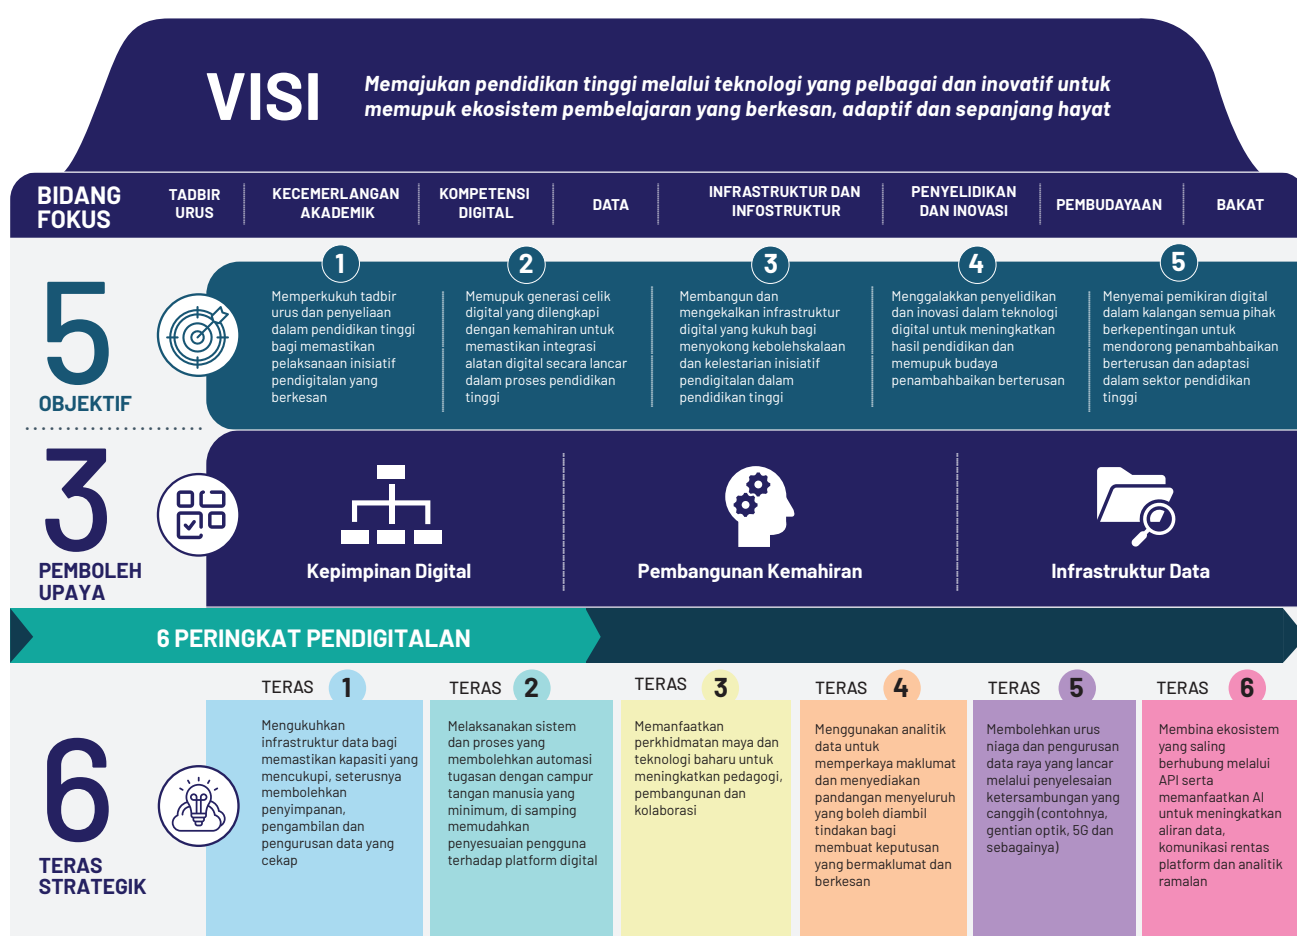 VISI
Memajukan pendidikan tinggi melalui teknologi yang pelbagai dan inovatif untuk
memupuk ekosistem pembelajaran yang berkesan, adaptif dan sepanjang hayat
BIDANG
FOKUS
TADBIR
URUS
KECEMERLANGAN
AKADEMIK
KOMPETENSI
DIGITAL
DATA
INFRASTRUKTUR DAN
INFOSTRUKTUR
PENYELIDIKAN
DAN INOVASI
PEMBUDAYAAN
BAKAT
5
OBJEKTIF
1
Memperkukuh tadbir
urus dan penyeliaan
dalam pendidikan tinggi
bagi memastikan
pelaksanaan inisiatif
pendigitalan yang
berkesan
2
Memupuk generasi celik
digital yang dilengkapi
dengan kemahiran untuk
memastikan integrasi
alatan digital secara lancar
dalam proses pendidikan
tinggi
3
Membangun dan
mengekalkan infrastruktur
digital yang kukuh bagi
menyokong kebolehskalaan
dan kelestarian inisiatif
pendigitalan dalam
pendidikan tinggi
4
Menggalakkan penyelidikan
dan inovasi dalam teknologi
digital untuk meningkatkan
hasil pendidikan dan
memupuk budaya
penambahbaikan berterusan
5
Menyemai pemikiran digital
dalam kalangan semua pihak
berkepentingan untuk
mendorong penambahbaikan
berterusan dan adaptasi
dalam sektor pendidikan
tinggi
3
PEMBOLEH
UPAYA
Kepimpinan Digital
Pembangunan Kemahiran
Infrastruktur Data
6 PERINGKAT PENDIGITALAN
6
TERAS
STRATEGIK
TERAS 1
Mengukuhkan
infrastruktur data bagi
memastikan kapasiti yang
mencukupi, seterusnya
membolehkan
penyimpanan,
pengambilan dan
pengurusan data yang
cekap
TERAS 2
Melaksanakan sistem
dan proses yang
membolehkan automasi
tugasan dengan campur
tangan manusia yang
minimum, di samping
memudahkan
penyesuaian pengguna
terhadap platform digital
TERAS 3
Memanfaatkan
perkhidmatan maya dan
teknologi baharu untuk
meningkatkan pedagogi,
pembangunan dan
kolaborasi
TERAS 4
Menggunakan analitik
data untuk
memperkaya maklumat
dan menyediakan
pandangan menyeluruh
yang boleh diambil
tindakan bagi
membuat keputusan
yang bermaklumat dan
berkesan
TERAS 5
Membolehkan urus
niaga dan pengurusan
data raya yang lancar
melalui penyelesaian
ketersambungan yang
canggih (contohnya,
gentian optik, 5G dan
sebagainya)
TERAS 6
Membina ekosistem
yang saling
berhubung melalui
API serta
memanfaatkan AI
untuk meningkatkan
aliran data,
komunikasi rentas
platform dan analitik
ramalan